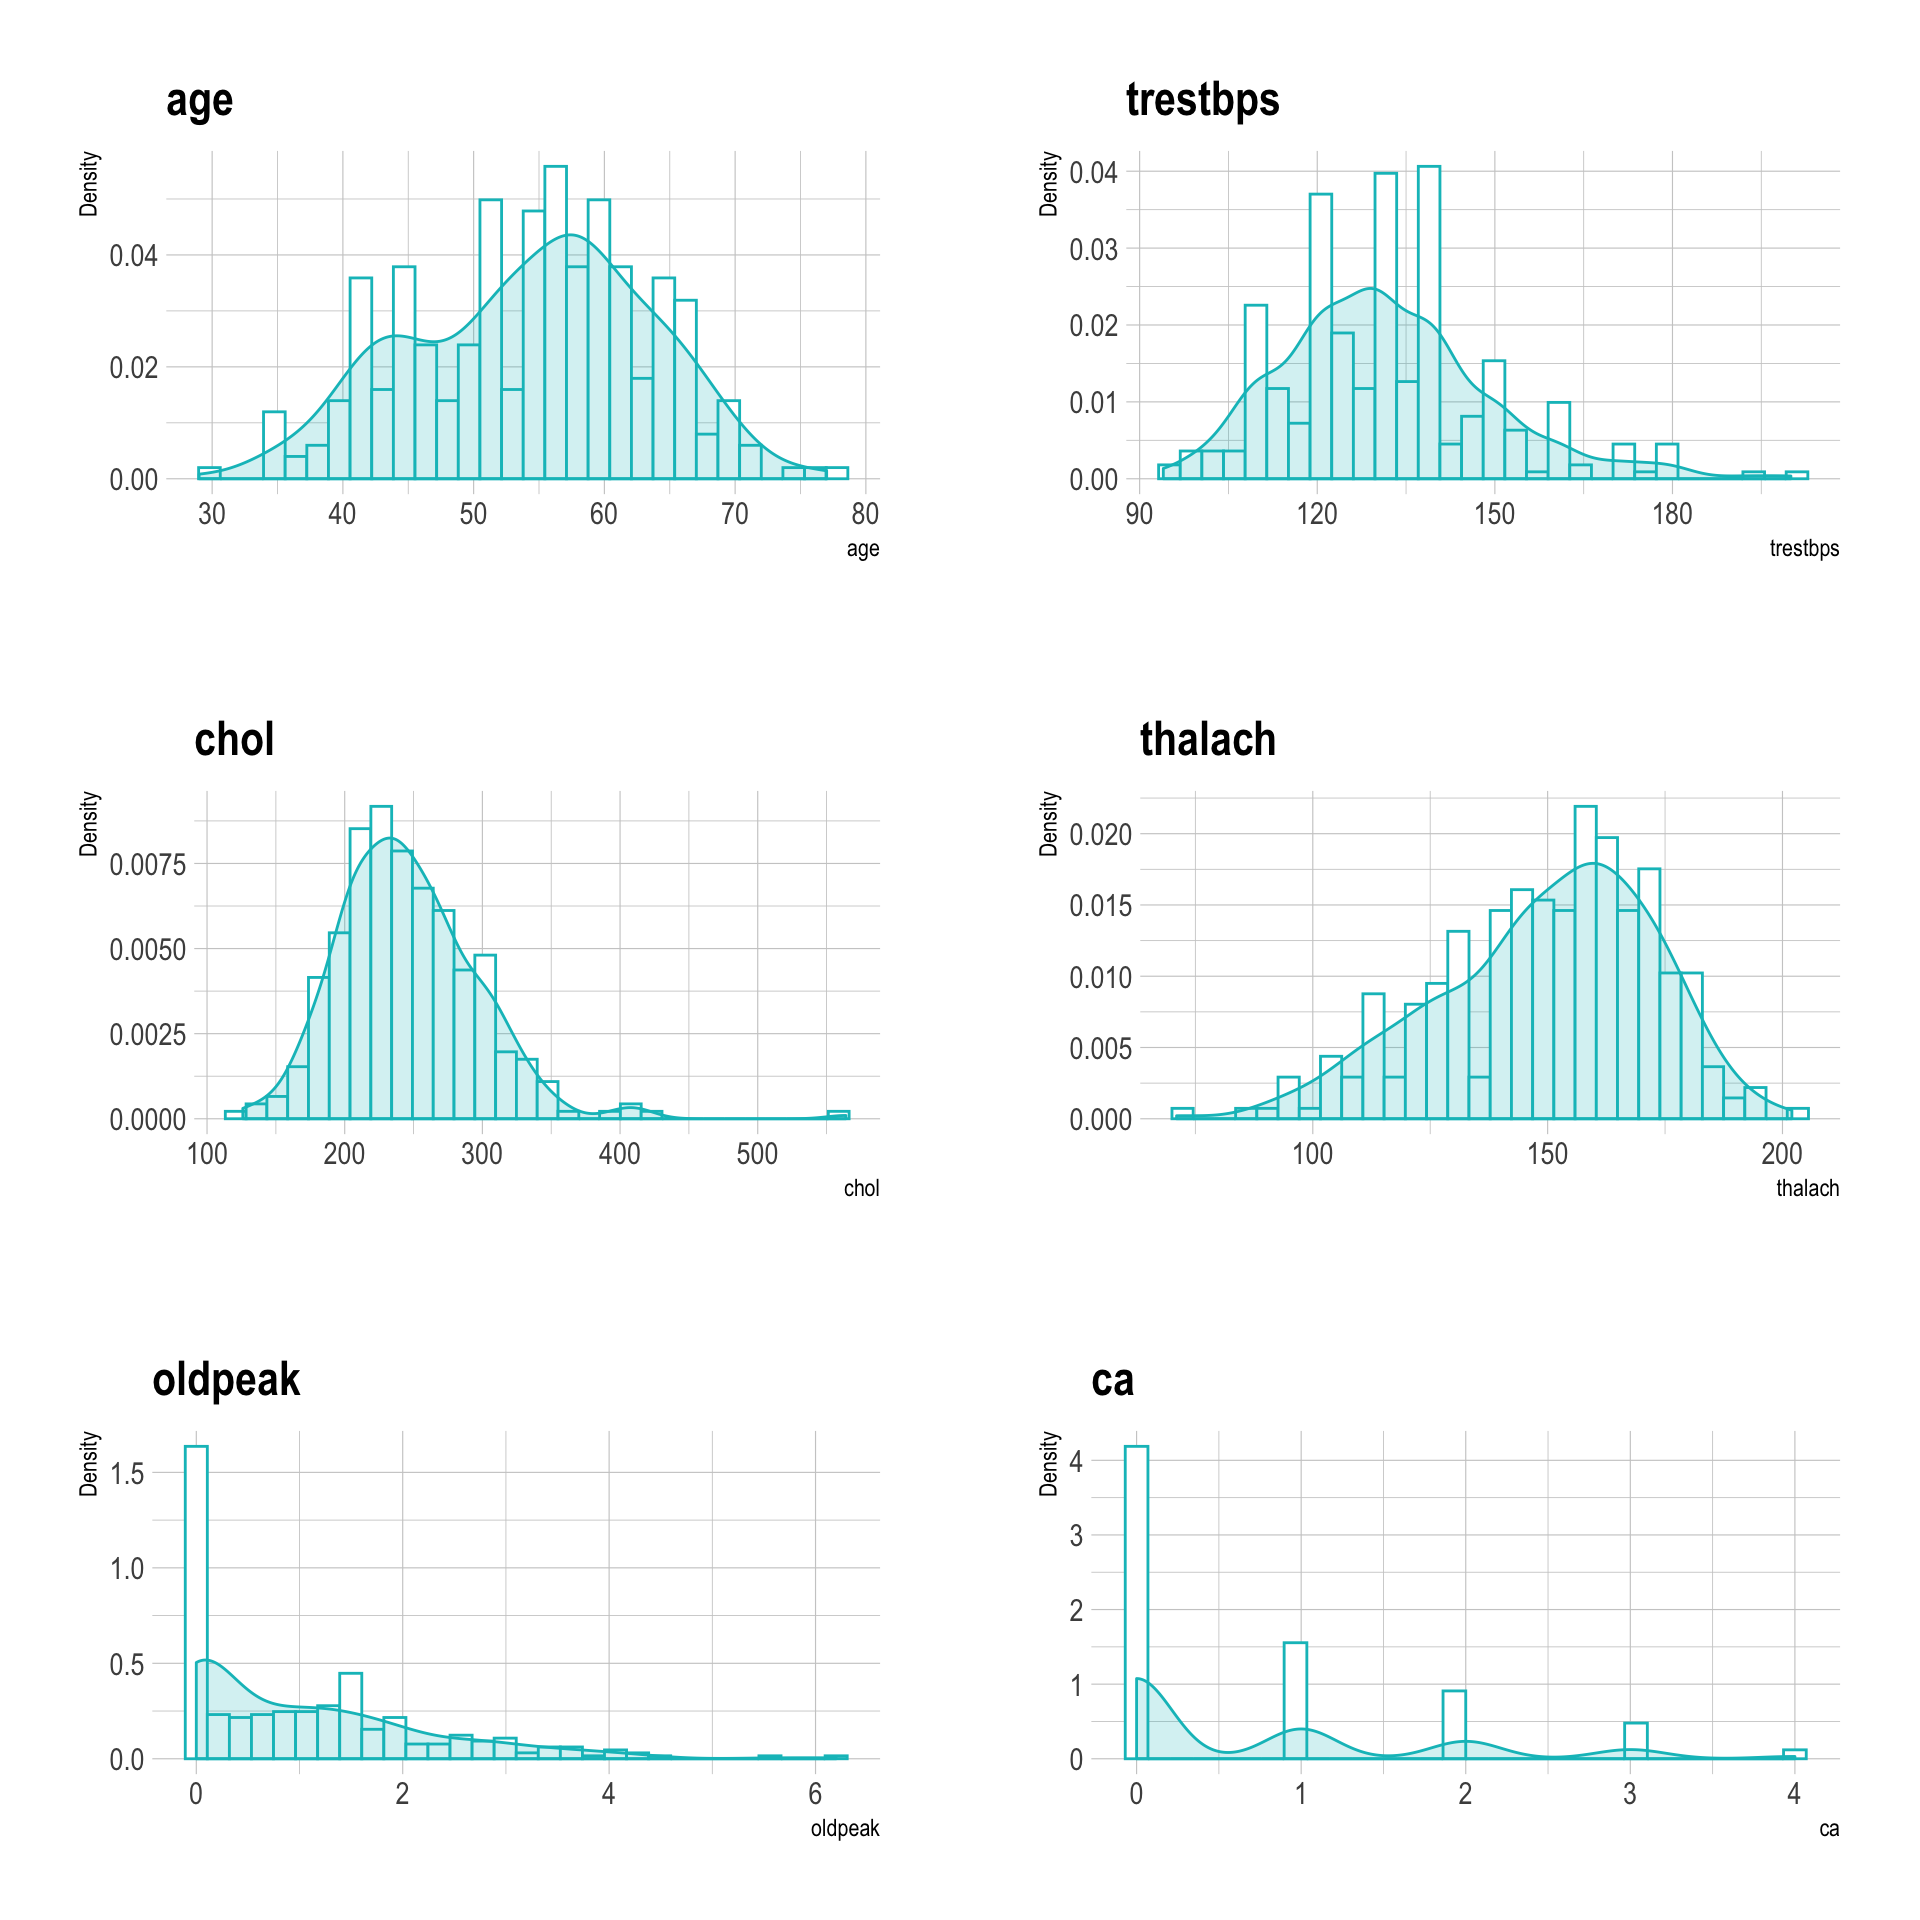 age
Density
0.04
0.02
0.00
30 40 50 60 70 80
age
trestbps
Density
0.04
0.03
0.02
0.01
0.00
90 120 150 180
trestbps
chol
Density
0.0075
0.0050
0.0025
0.0000
100 200 300 400 500
chol
thalach
Density
0.020
0.015
0.010
0.005
0.000
100 150 200
thalach
oldpeak
Density
1.5
1.0
0.5
0.0
0 2 4 6
oldpeak
ca
Density
4
3
2
1
0
0 1 2 3 4
ca